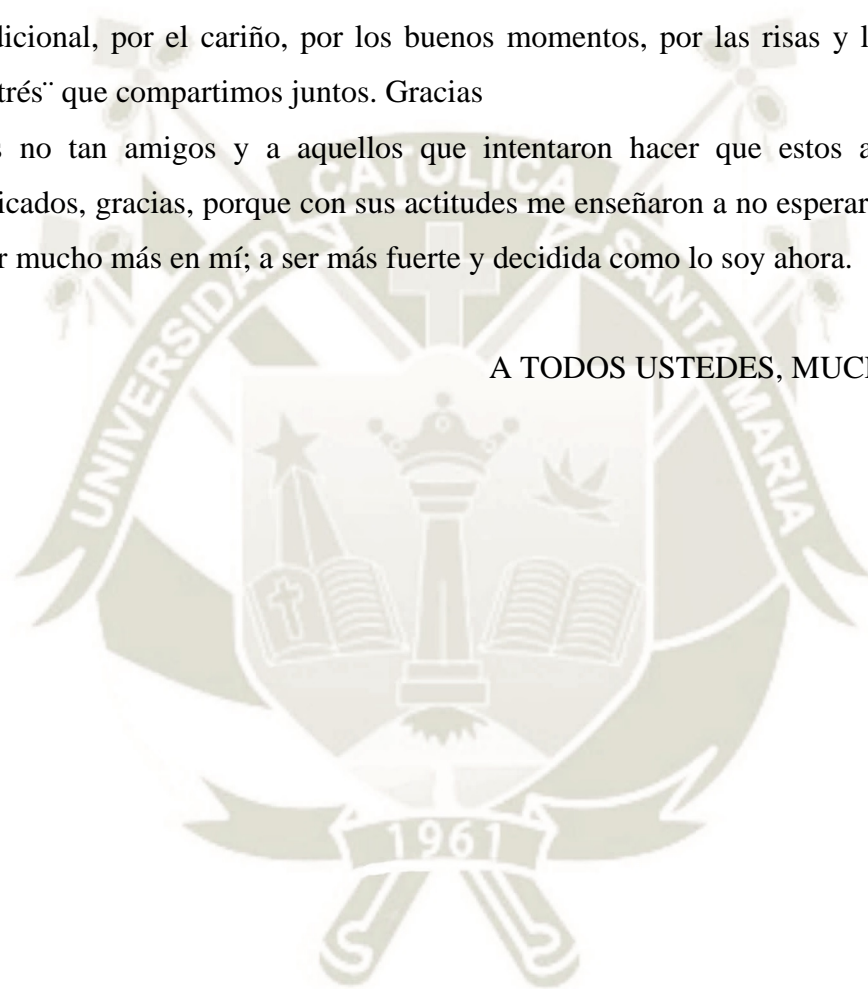 dicional, por el cariño, por los buenos momentos, por las risas y l
trés¨ que compartimos juntos. Gracias
s no tan amigos y a aquellos que intentaron hacer que estos a
icados, gracias, porque con sus actitudes me enseñaron a no esperar
r mucho más en mí; a ser más fuerte y decidida como lo soy ahora.
A TODOS USTEDES, MUCH
UNIVERSIDAD CATOLICA SANTA MARIA
1961